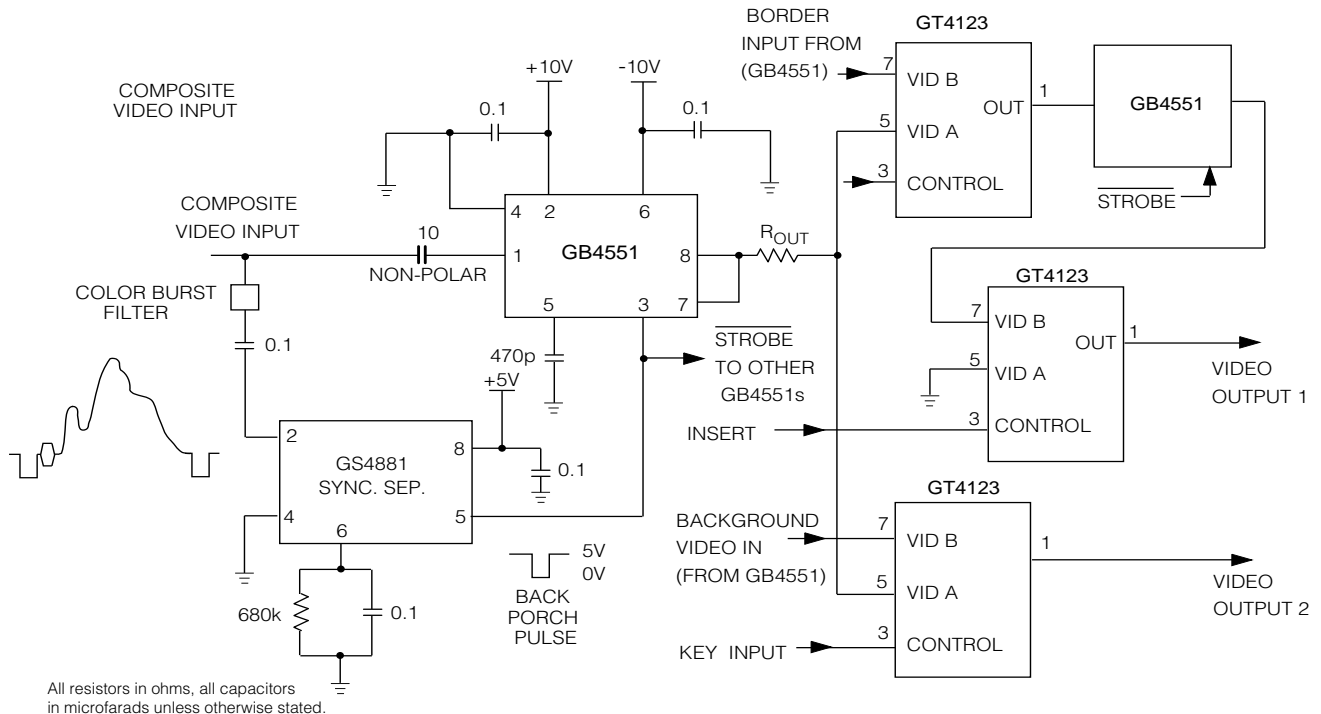 COMPOSITE
VIDEO INPUT
+10V
-10V
0.1
0.1
BORDER
INPUT FROM
(GB4551)
GT4123
7
VID B
OUT
1
5
VID A
3
CONTROL
GB4551
STROBE
COMPOSITE
VIDEO INPUT
10
NON-POLAR
4
2
6
1
GB4551
8
5
3
7
ROUT
COLOR BURST
FILTER
0.1
470p
STROBE
TO OTHER
GB4551s
+5V
0.1
GT4123
7
VID B
OUT
1
5
VID A
3
CONTROL
VIDEO
OUTPUT 1
INSERT
2
8
GS4881
SYNC. SEP.
4
5
6
680k
0.1
5V
0V
BACK
PORCH
PULSE
GT4123
BACKGROUND
VIDEO IN
(FROM GB4551)
7
VID B
1
5
VID A
3
CONTROL
KEY INPUT
VIDEO
OUTPUT 2
All resistors in ohms, all capacitors
in microfarads unless otherwise stated.